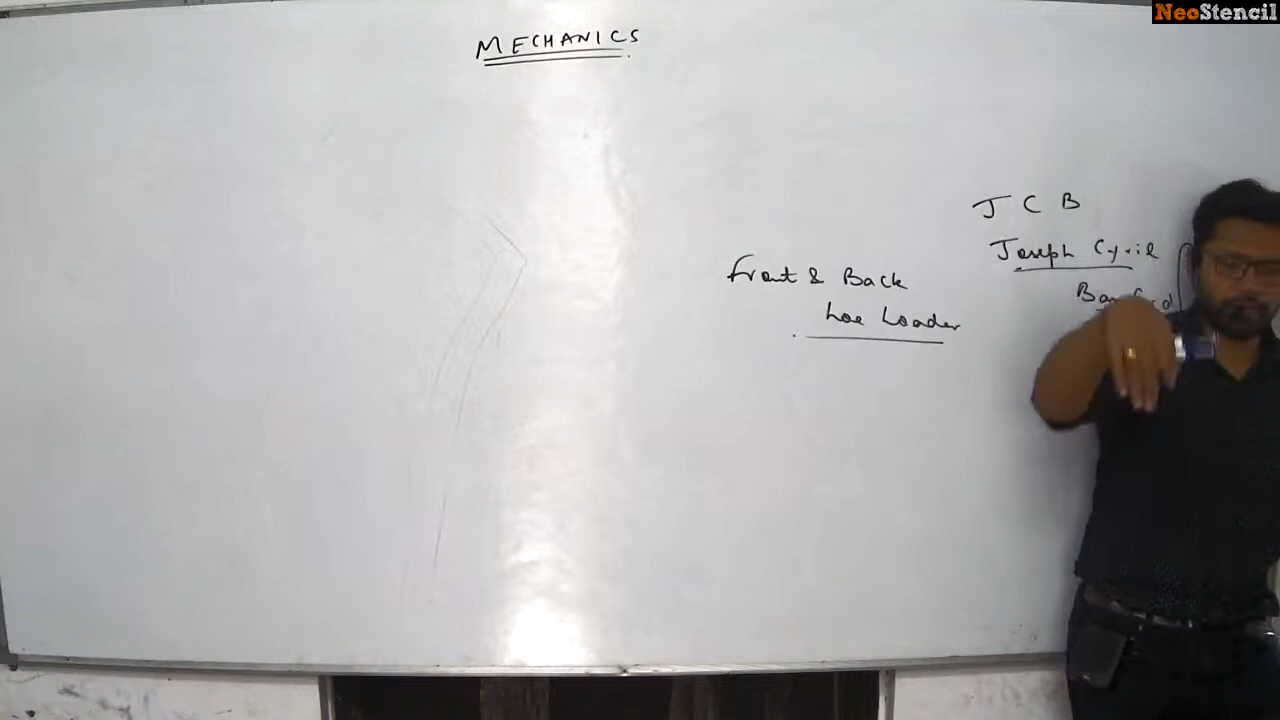 NeoStencil
MECHANICS
J C B
Joseph Cyril
Front & Back
hoe Loader